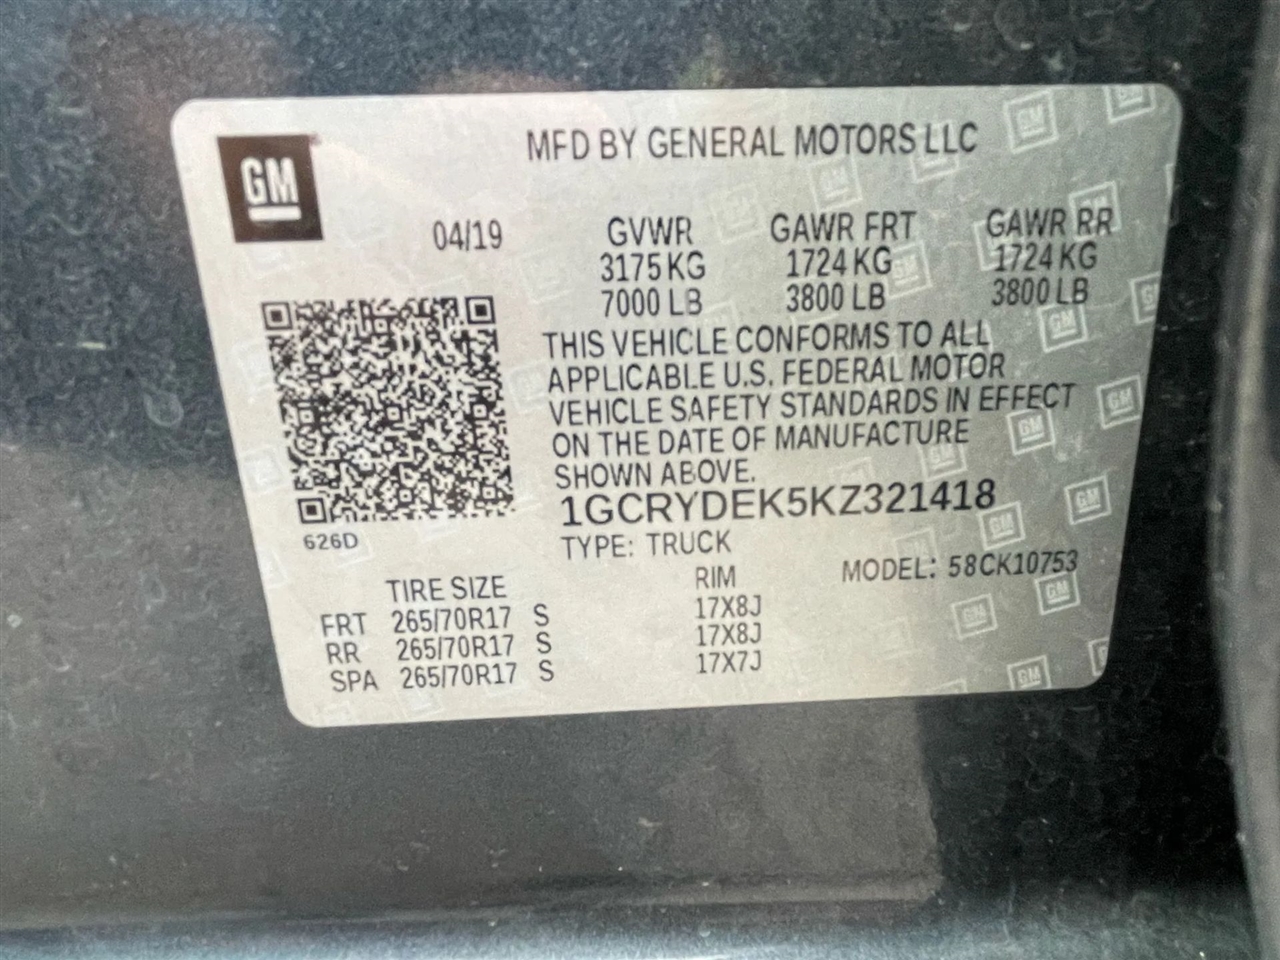 GM
MFD BY GENERAL MOTORS LLC
04/19 GVWR GAWR FRT GAWR RR
3175 KG 1724 KG 1724 KG
7000 LB 3800 LB 3800 LB
THIS VEHICLE CONFORMS TO ALL
APPLICABLE U.S. FEDERAL MOTOR
VEHICLE SAFETY STANDARDS IN EFFECT
ON THE DATE OF MANUFACTURE
SHOWN ABOVE.
1GCRYDEK5KZ321418
626D
TYPE: TRUCK
MODEL: 58CK10753
TIRE SIZE RIM
FRT 265/70R17 S 17X8J
RR 265/70R17 S 17X8J
SPA 265/70R17 S 17X7J